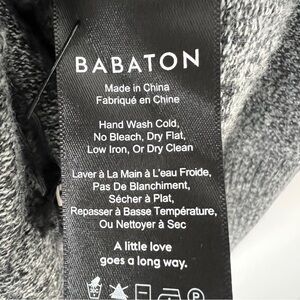 BABATON
Made in China
Fabriqué en Chine
Hand Wash Cold,
No Bleach, Dry Flat,
Low Iron, Or Dry Clean
Laver à La Main à L'eau Froide,
Pas De Blanchiment,
Sécher à Plat,
Repasser à Basse Température,
Ou Nettoyer à Sec
A little love
goes a long way.
P